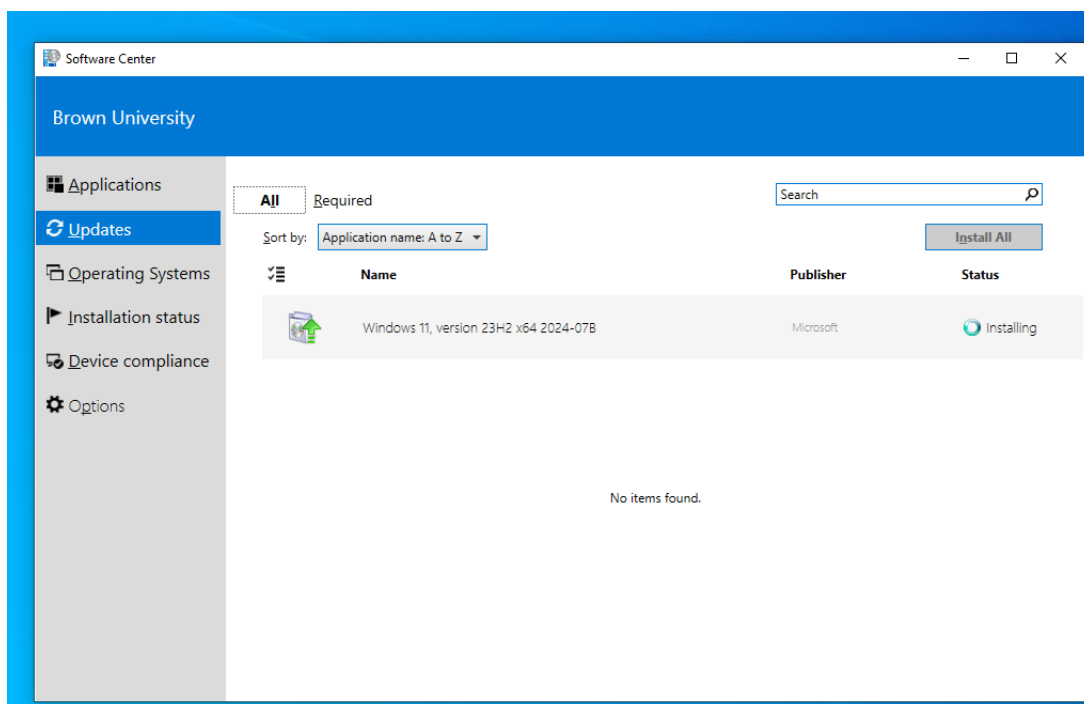 Software Center
Brown University
Applications
Updates
Operating Systems
Installation status
Device compliance
Options
All Required
Search
Sort by: Application name: A to Z
Install All
Name Publisher Status
Windows 11, version 23H2 x64 2024-07B Microsoft Installing
No items found.